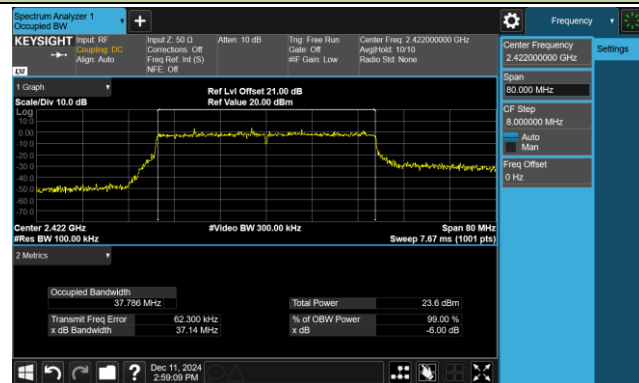 Spectrum Analyzer 1
Occupied BW
Frequency
KEYSIGHT
Input: RF
Coupling: DC
Align: Auto
Input Z: 50 Ω
Corrections: Off
Freq Ref: Int (S)
NFE: Off
Atten: 10 dB
Trig: Free Run
Gate: Off
#IF Gain: Low
Center Freq: 2.422000000 GHz
Avg|Hold: 10/10
Radio Std: None
LXI
Center Frequency
2.422000000 GHz
Settings
Span
80.000 MHz
CF Step
8.000000 MHz
Auto
Man
Freq Offset
0 Hz
1 Graph
Scale/Div 10.0 dB
Ref Lvl Offset 21.00 dB
Ref Value 20.00 dBm
Log
10.0
0.00
-10.0
-20.0
-30.0
-40.0
-50.0
-60.0
-70.0
Center 2.422 GHz
#Res BW 100.00 kHz
#Video BW 300.00 kHz
Span 80 MHz
Sweep 7.67 ms (1001 pts)
2 Metrics
Occupied Bandwidth
37.786 MHz
Transmit Freq Error 62.300 kHz
x dB Bandwidth 37.14 MHz
Total Power 23.6 dBm
% of OBW Power 99.00 %
x dB -6.00 dB
Dec 11, 2024
2:59:09 PM